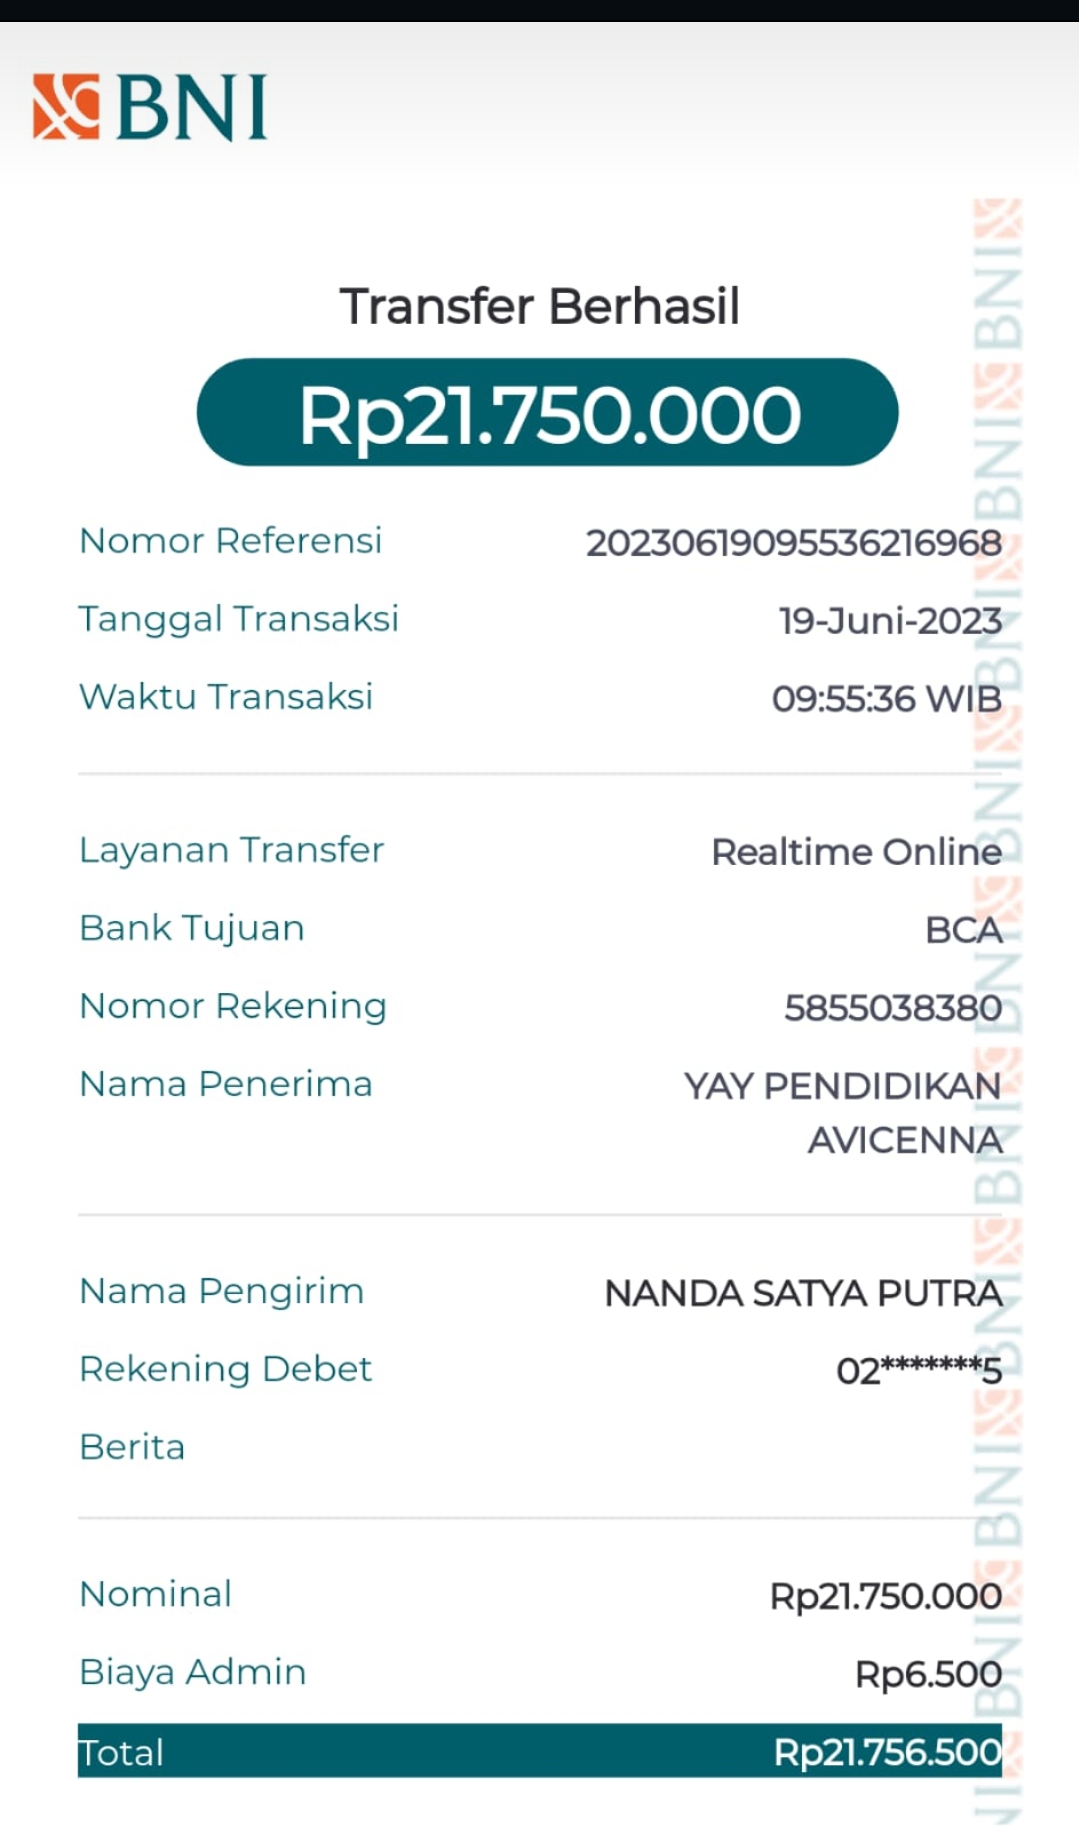 BNI
Transfer Berhasil
Rp21.750.000
Nomor Referensi 20230619095536216968
Tanggal Transaksi 19-Juni-2023
Waktu Transaksi 09:55:36 WIB
Layanan Transfer Realtime Online
Bank Tujuan BCA
Nomor Rekening 5855038380
Nama Penerima YAY PENDIDIKAN
AVICENNA
Nama Pengirim NANDA SATYA PUTRA
Rekening Debet 02*******5
Berita
Nominal Rp21.750.000
Biaya Admin Rp6.500
Total Rp21.756.500
BNI BNI BNI BNI BNI BNI BNI BNI BNI NI